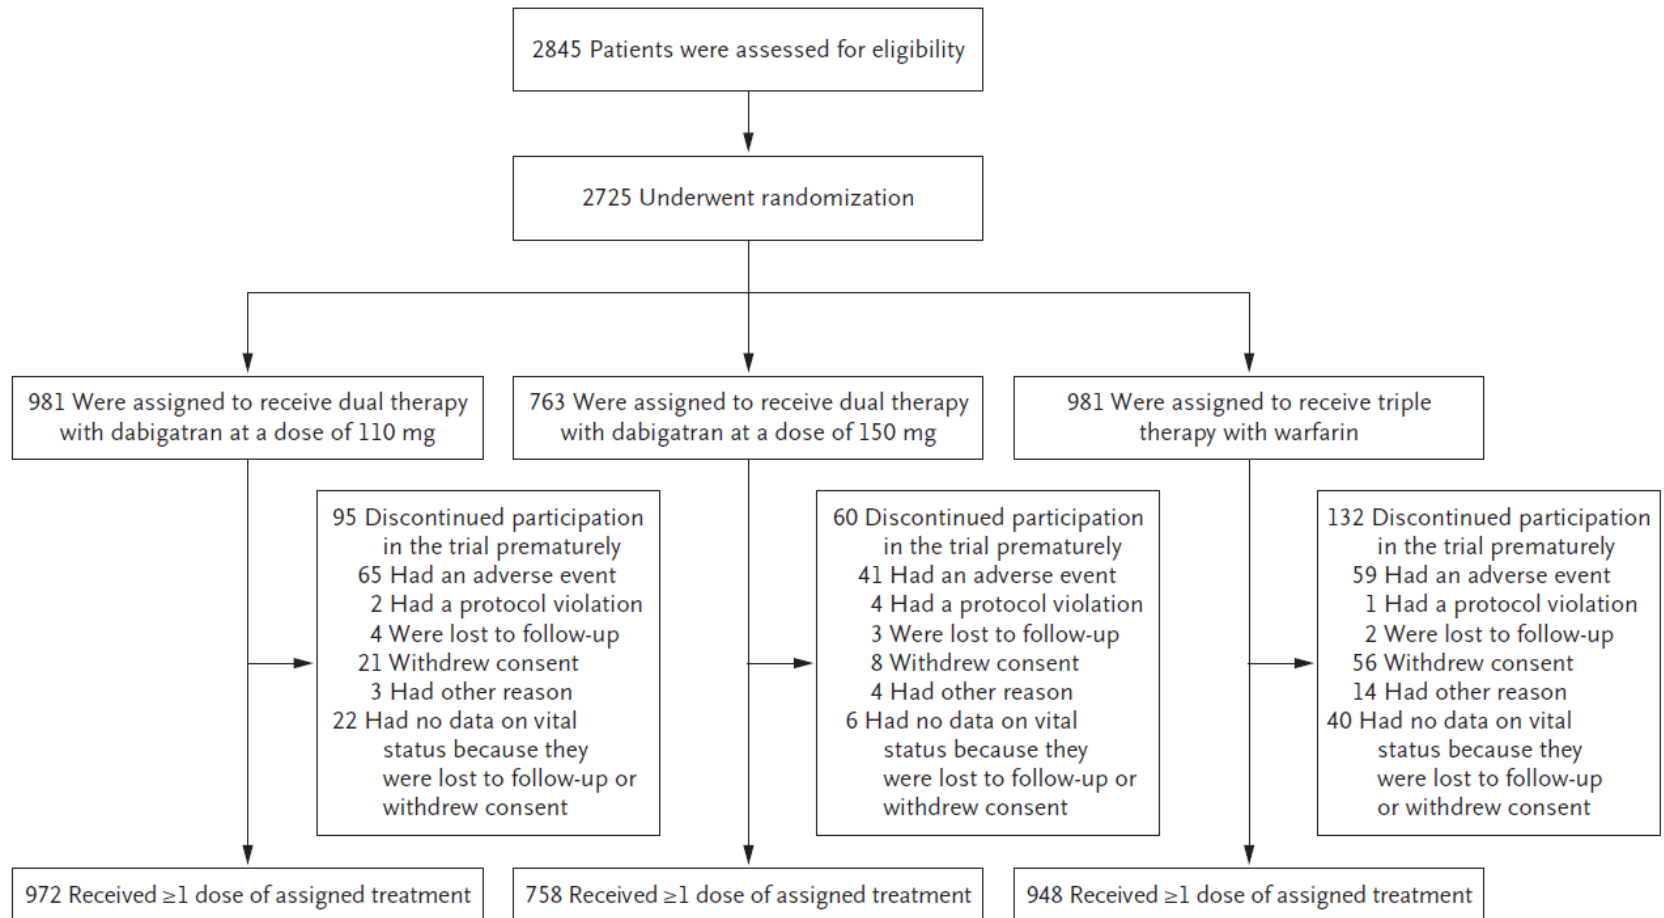 2845 Patients were assessed for eligibility
2725 Underwent randomization
981 Were assigned to receive dual therapy
with dabigatran at a dose of 110 mg
763 Were assigned to receive dual therapy
with dabigatran at a dose of 150 mg
981 Were assigned to receive triple
therapy with warfarin
95 Discontinued participation
in the trial prematurely
65 Had an adverse event
2 Had a protocol violation
4 Were lost to follow-up
21 Withdrew consent
3 Had other reason
22 Had no data on vital
status because they
were lost to follow-up or
withdrew consent
60 Discontinued participation
in the trial prematurely
41 Had an adverse event
4 Had a protocol violation
3 Were lost to follow-up
8 Withdrew consent
4 Had other reason
6 Had no data on vital
status because they
were lost to follow-up or
withdrew consent
132 Discontinued participation
in the trial prematurely
59 Had an adverse event
1 Had a protocol violation
2 Were lost to follow-up
56 Withdrew consent
14 Had other reason
40 Had no data on vital
status because they
were lost to follow-up
or withdrew consent
972 Received ≥1 dose of assigned treatment
758 Received ≥1 dose of assigned treatment
948 Received ≥1 dose of assigned treatment